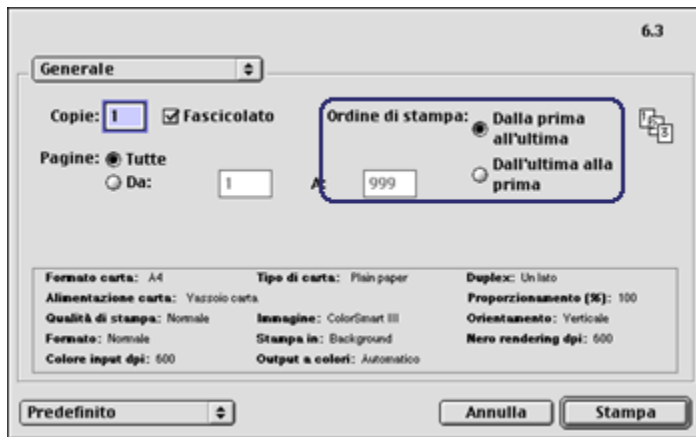 6.3
Generale
Copie: 1 Fascicolato Ordine di stampa: Dalla prima
all'ultima
Pagine: Tutte Dall'ultima alla
prima
Da: 1 A: 999
Formato carta: A4 Tipo di carta: Plain paper Duplex: Un lato
Alimentazione carta: Vassoio carta Proporzionamento (%): 100
Qualità di stampa: Normale Immagine: ColorSmart III Orientamento: Verticale
Formato: Normale Stampa in: Background Nero rendering dpi: 600
Colore input dpi: 600 Output a colori: Automatico
Predefinito Annulla Stampa